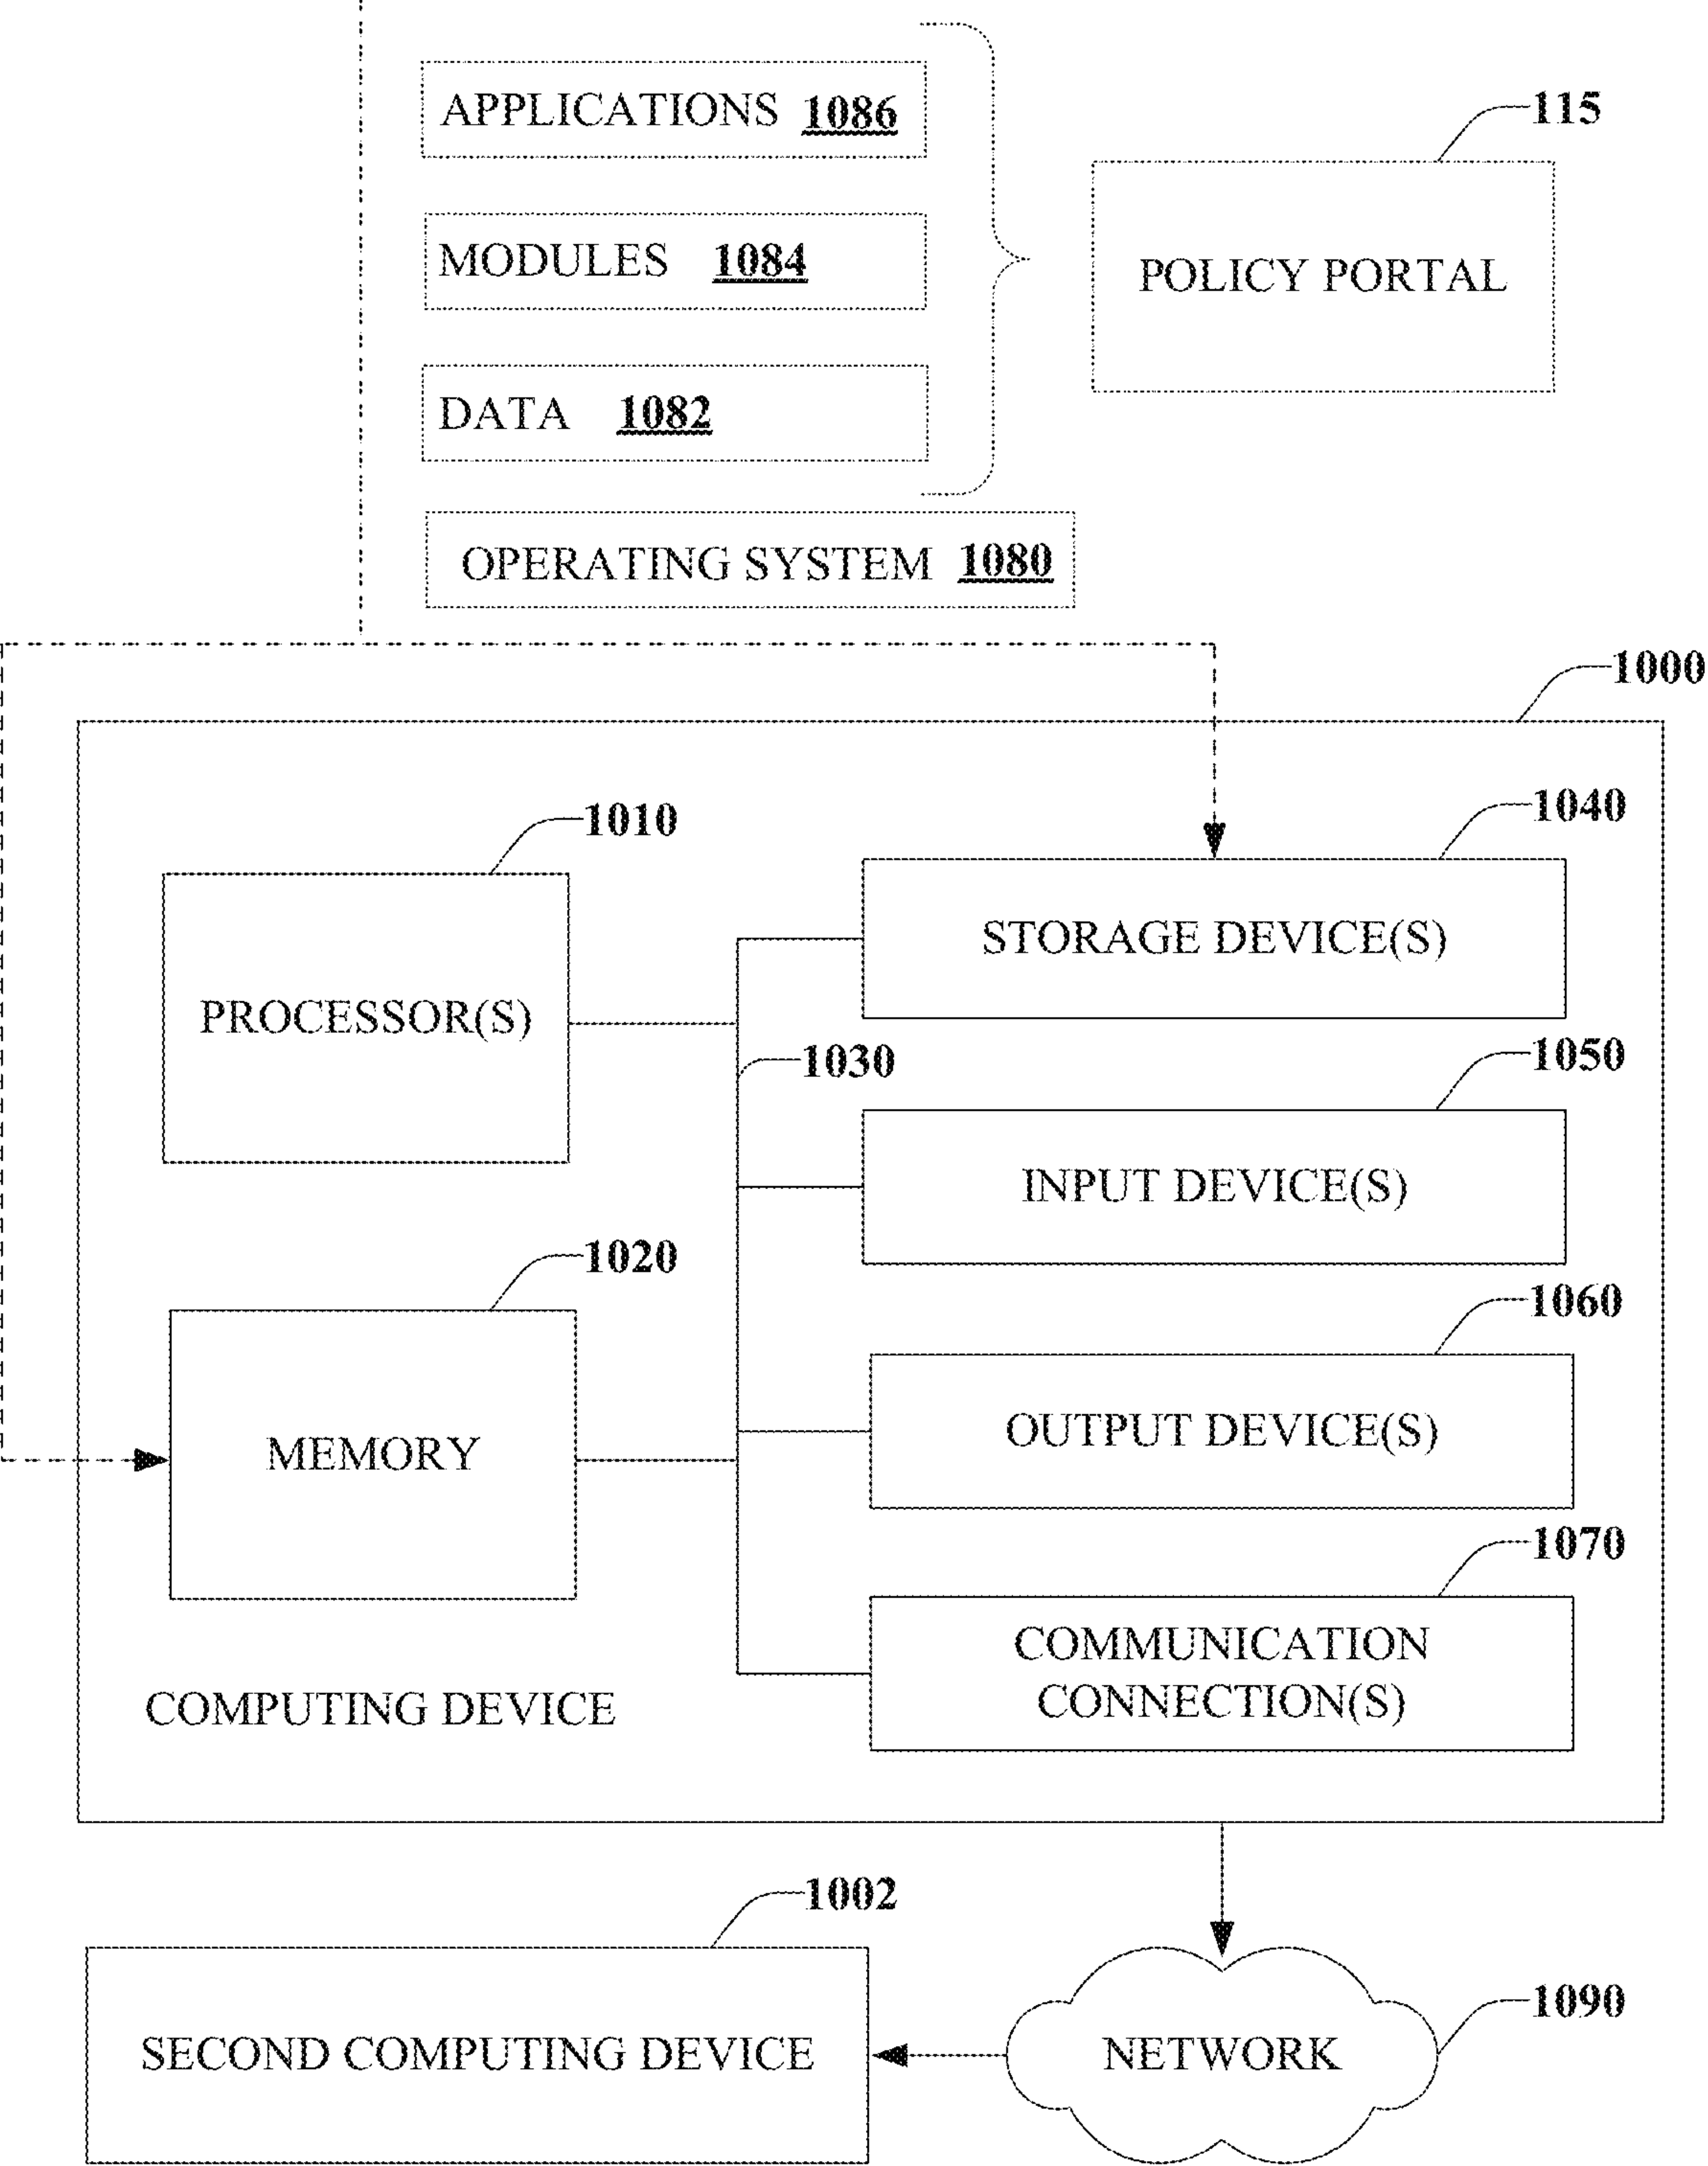 APPLICATIONS 1086
115
MODULES 1084
POLICY PORTAL
DATA 1082
OPERATING SYSTEM 1080
1000
1010
1040
STORAGE DEVICE(S)
PROCESSOR(S)
1030
1050
INPUT DEVICE(S)
1020
1060
OUTPUT DEVICE(S)
MEMORY
1070
COMMUNICATION
CONNECTION(S)
COMPUTING DEVICE
1002
1090
SECOND COMPUTING DEVICE
NETWORK